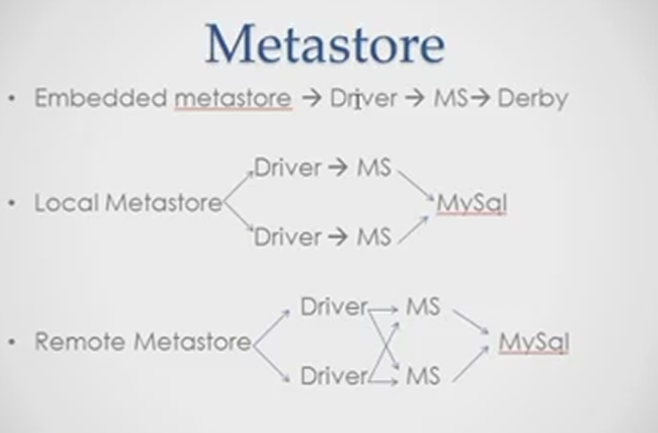 Metastore
• Embedded metastore → Driver → MS→ Derby
Driver → MS
• Local Metastore MySql
Driver → MS
Driver MS
• Remote Metastore MySql
Driver MS